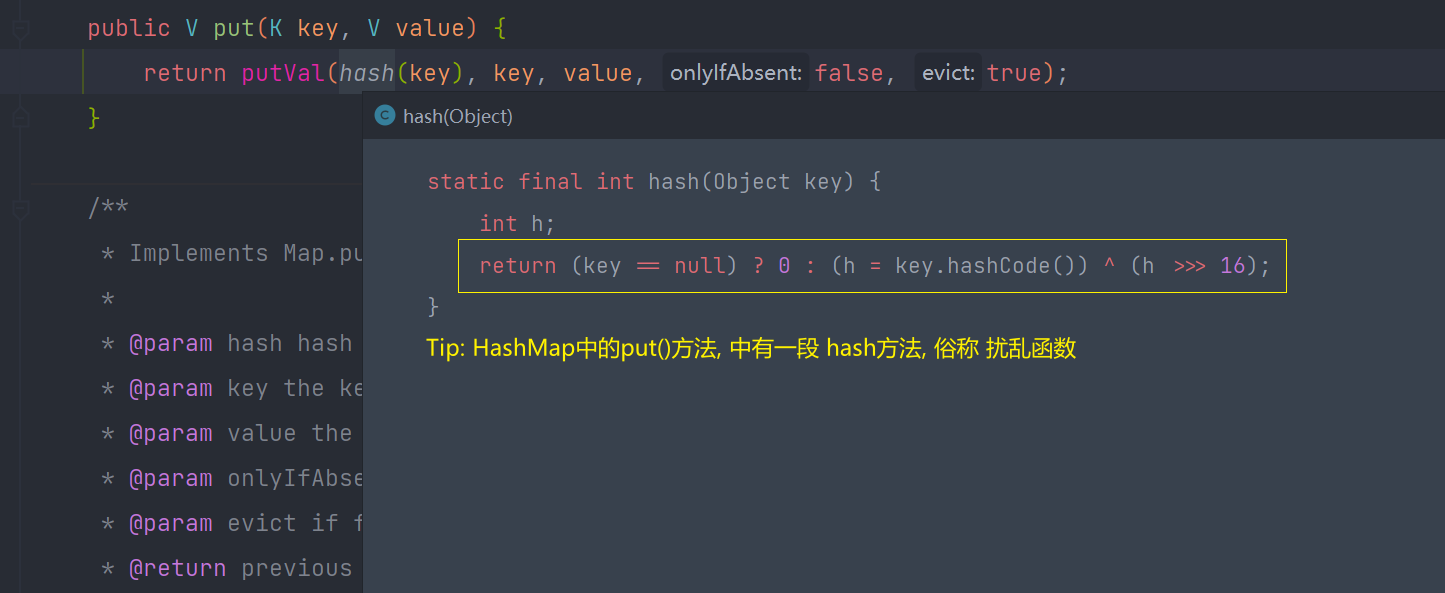 public V put(K key, V value) {
return putVal(hash(key), key, value, onlyIfAbsent: false, evict: true);
}
hash(Object)
static final int hash(Object key) {
int h;
return (key == null) ? 0 : (h = key.hashCode()) ^ (h >>> 16);
}
Tip: HashMap中的put()方法, 中有一段 hash方法, 俗称 扰乱函数
/**
* Implements Map.pu
*
* @param hash hash
* @param key the ke
* @param value the
* @param onlyIfAbse
* @param evict if f
* @return previous